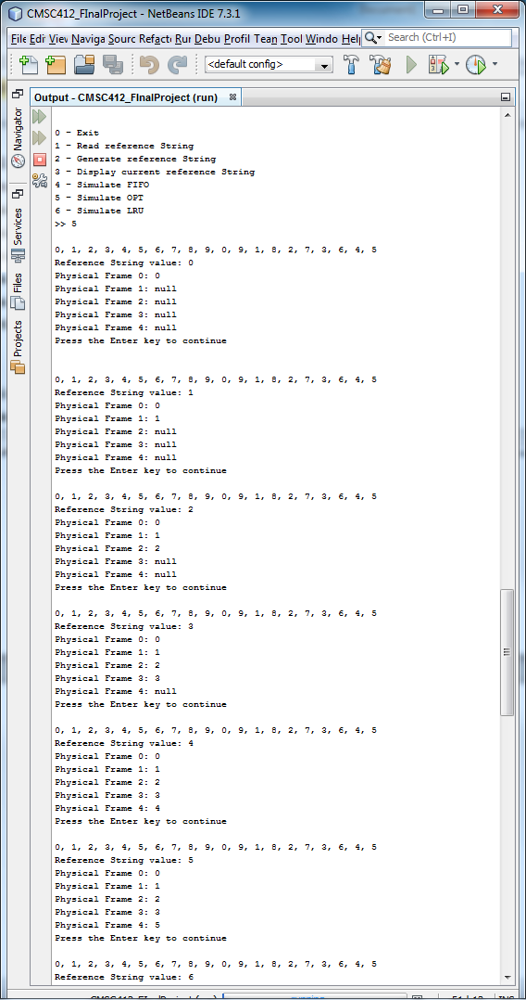 CMSC412_FInalProject - NetBeans IDE 7.3.1
File Edit View Naviga Sourc Refacto Run Debu Profil Team Tool Windo Help Search (Ctrl+I)
<default config>
Output - CMSC412_FInalProject (run)
Navigator
Services
Files
Projects
0 - Exit
1 - Read reference String
2 - Generate reference String
3 - Display current reference String
4 - Simulate FIFO
5 - Simulate OPT
6 - Simulate LRU
>> 5
0, 1, 2, 3, 4, 5, 6, 7, 8, 9, 0, 9, 1, 8, 2, 7, 3, 6, 4, 5
Reference String value: 0
Physical Frame 0: 0
Physical Frame 1: null
Physical Frame 2: null
Physical Frame 3: null
Physical Frame 4: null
Press the Enter key to continue
0, 1, 2, 3, 4, 5, 6, 7, 8, 9, 0, 9, 1, 8, 2, 7, 3, 6, 4, 5
Reference String value: 1
Physical Frame 0: 0
Physical Frame 1: 1
Physical Frame 2: null
Physical Frame 3: null
Physical Frame 4: null
Press the Enter key to continue
0, 1, 2, 3, 4, 5, 6, 7, 8, 9, 0, 9, 1, 8, 2, 7, 3, 6, 4, 5
Reference String value: 2
Physical Frame 0: 0
Physical Frame 1: 1
Physical Frame 2: 2
Physical Frame 3: null
Physical Frame 4: null
Press the Enter key to continue
0, 1, 2, 3, 4, 5, 6, 7, 8, 9, 0, 9, 1, 8, 2, 7, 3, 6, 4, 5
Reference String value: 3
Physical Frame 0: 0
Physical Frame 1: 1
Physical Frame 2: 2
Physical Frame 3: 3
Physical Frame 4: null
Press the Enter key to continue
0, 1, 2, 3, 4, 5, 6, 7, 8, 9, 0, 9, 1, 8, 2, 7, 3, 6, 4, 5
Reference String value: 4
Physical Frame 0: 0
Physical Frame 1: 1
Physical Frame 2: 2
Physical Frame 3: 3
Physical Frame 4: 4
Press the Enter key to continue
0, 1, 2, 3, 4, 5, 6, 7, 8, 9, 0, 9, 1, 8, 2, 7, 3, 6, 4, 5
Reference String value: 5
Physical Frame 0: 0
Physical Frame 1: 1
Physical Frame 2: 2
Physical Frame 3: 3
Physical Frame 4: 5
Press the Enter key to continue
0, 1, 2, 3, 4, 5, 6, 7, 8, 9, 0, 9, 1, 8, 2, 7, 3, 6, 4, 5
Reference String value: 6